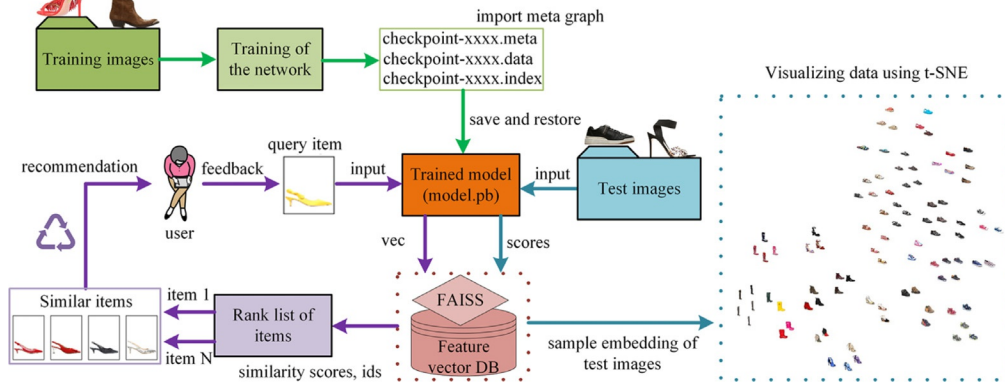 import meta graph
Training images
Training of
the network
checkpoint-xxxx.meta
checkpoint-xxxx.data
checkpoint-xxxx.index
Visualizing data using t-SNE
save and restore
recommendation
feedback
query item
input
Trained model
(model.pb)
input
Test images
user
vec
scores
Similar items
item 1
item N
Rank list of
items
FAISS
Feature
vector DB
similarity scores, ids
sample embedding of
test images